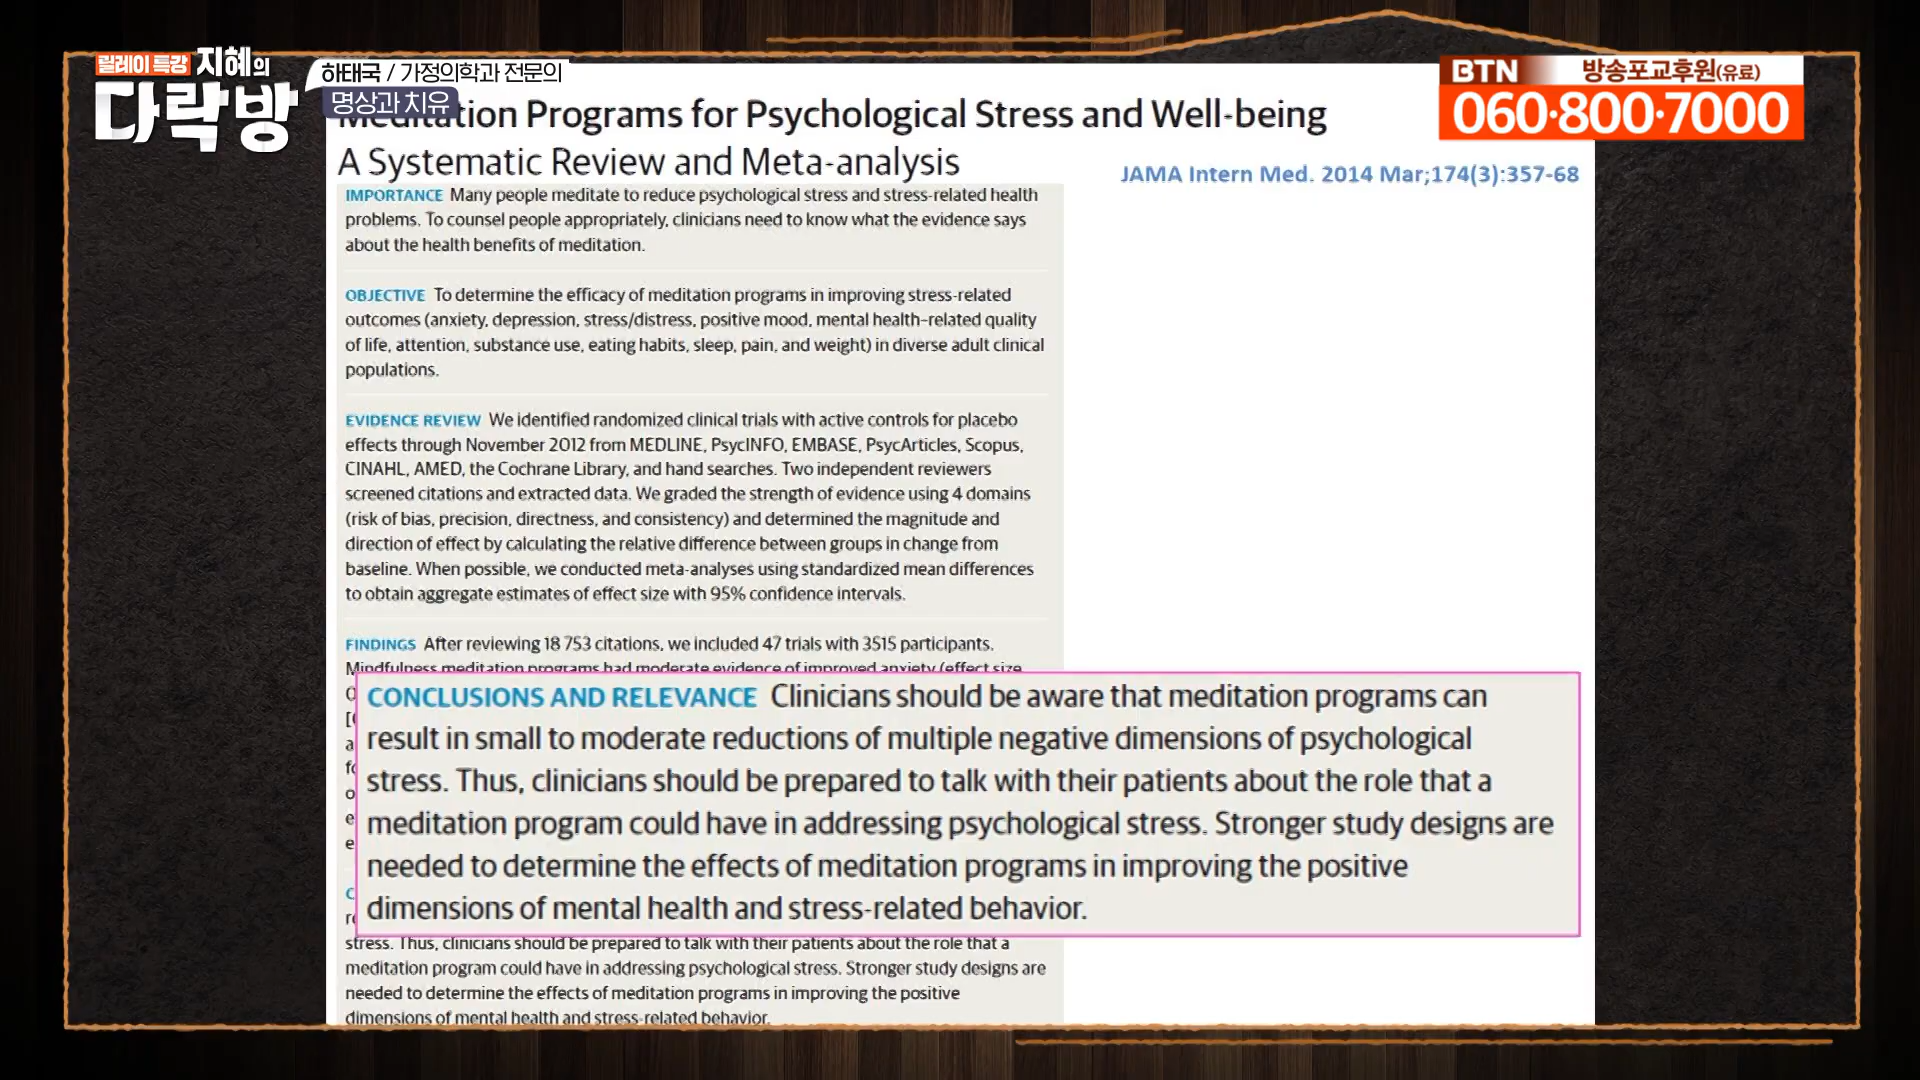 릴레이 특강 지혜의
다락방
하태국 / 가정의학과 전문의
명상과 치유
BTN 방송포교후원(유료)
060·800·7000
Meditation Programs for Psychological Stress and Well-being
A Systematic Review and Meta-analysis
JAMA Intern Med. 2014 Mar;174(3):357-68
IMPORTANCE Many people meditate to reduce psychological stress and stress-related health
problems. To counsel people appropriately, clinicians need to know what the evidence says
about the health benefits of meditation.
OBJECTIVE To determine the efficacy of meditation programs in improving stress-related
outcomes (anxiety, depression, stress/distress, positive mood, mental health-related quality
of life, attention, substance use, eating habits, sleep, pain, and weight) in diverse adult clinical
populations.
EVIDENCE REVIEW We identified randomized clinical trials with active controls for placebo
effects through November 2012 from MEDLINE, PsycINFO, EMBASE, PsycArticles, Scopus,
CINAHL, AMED, the Cochrane Library, and hand searches. Two independent reviewers
screened citations and extracted data. We graded the strength of evidence using 4 domains
(risk of bias, precision, directness, and consistency) and determined the magnitude and
direction of effect by calculating the relative difference between groups in change from
baseline. When possible, we conducted meta-analyses using standardized mean differences
to obtain aggregate estimates of effect size with 95% confidence intervals.
FINDINGS After reviewing 18 753 citations, we included 47 trials with 3515 participants.
Mindfulness meditation programs had moderate evidence of improved anxiety (effect size,
CONCLUSIONS AND RELEVANCE Clinicians should be aware that meditation programs can
result in small to moderate reductions of multiple negative dimensions of psychological
stress. Thus, clinicians should be prepared to talk with their patients about the role that a
meditation program could have in addressing psychological stress. Stronger study designs are
needed to determine the effects of meditation programs in improving the positive
dimensions of mental health and stress-related behavior.
stress. Thus, clinicians should be prepared to talk with their patients about the role that a
meditation program could have in addressing psychological stress. Stronger study designs are
needed to determine the effects of meditation programs in improving the positive
dimensions of mental health and stress-related behavior.